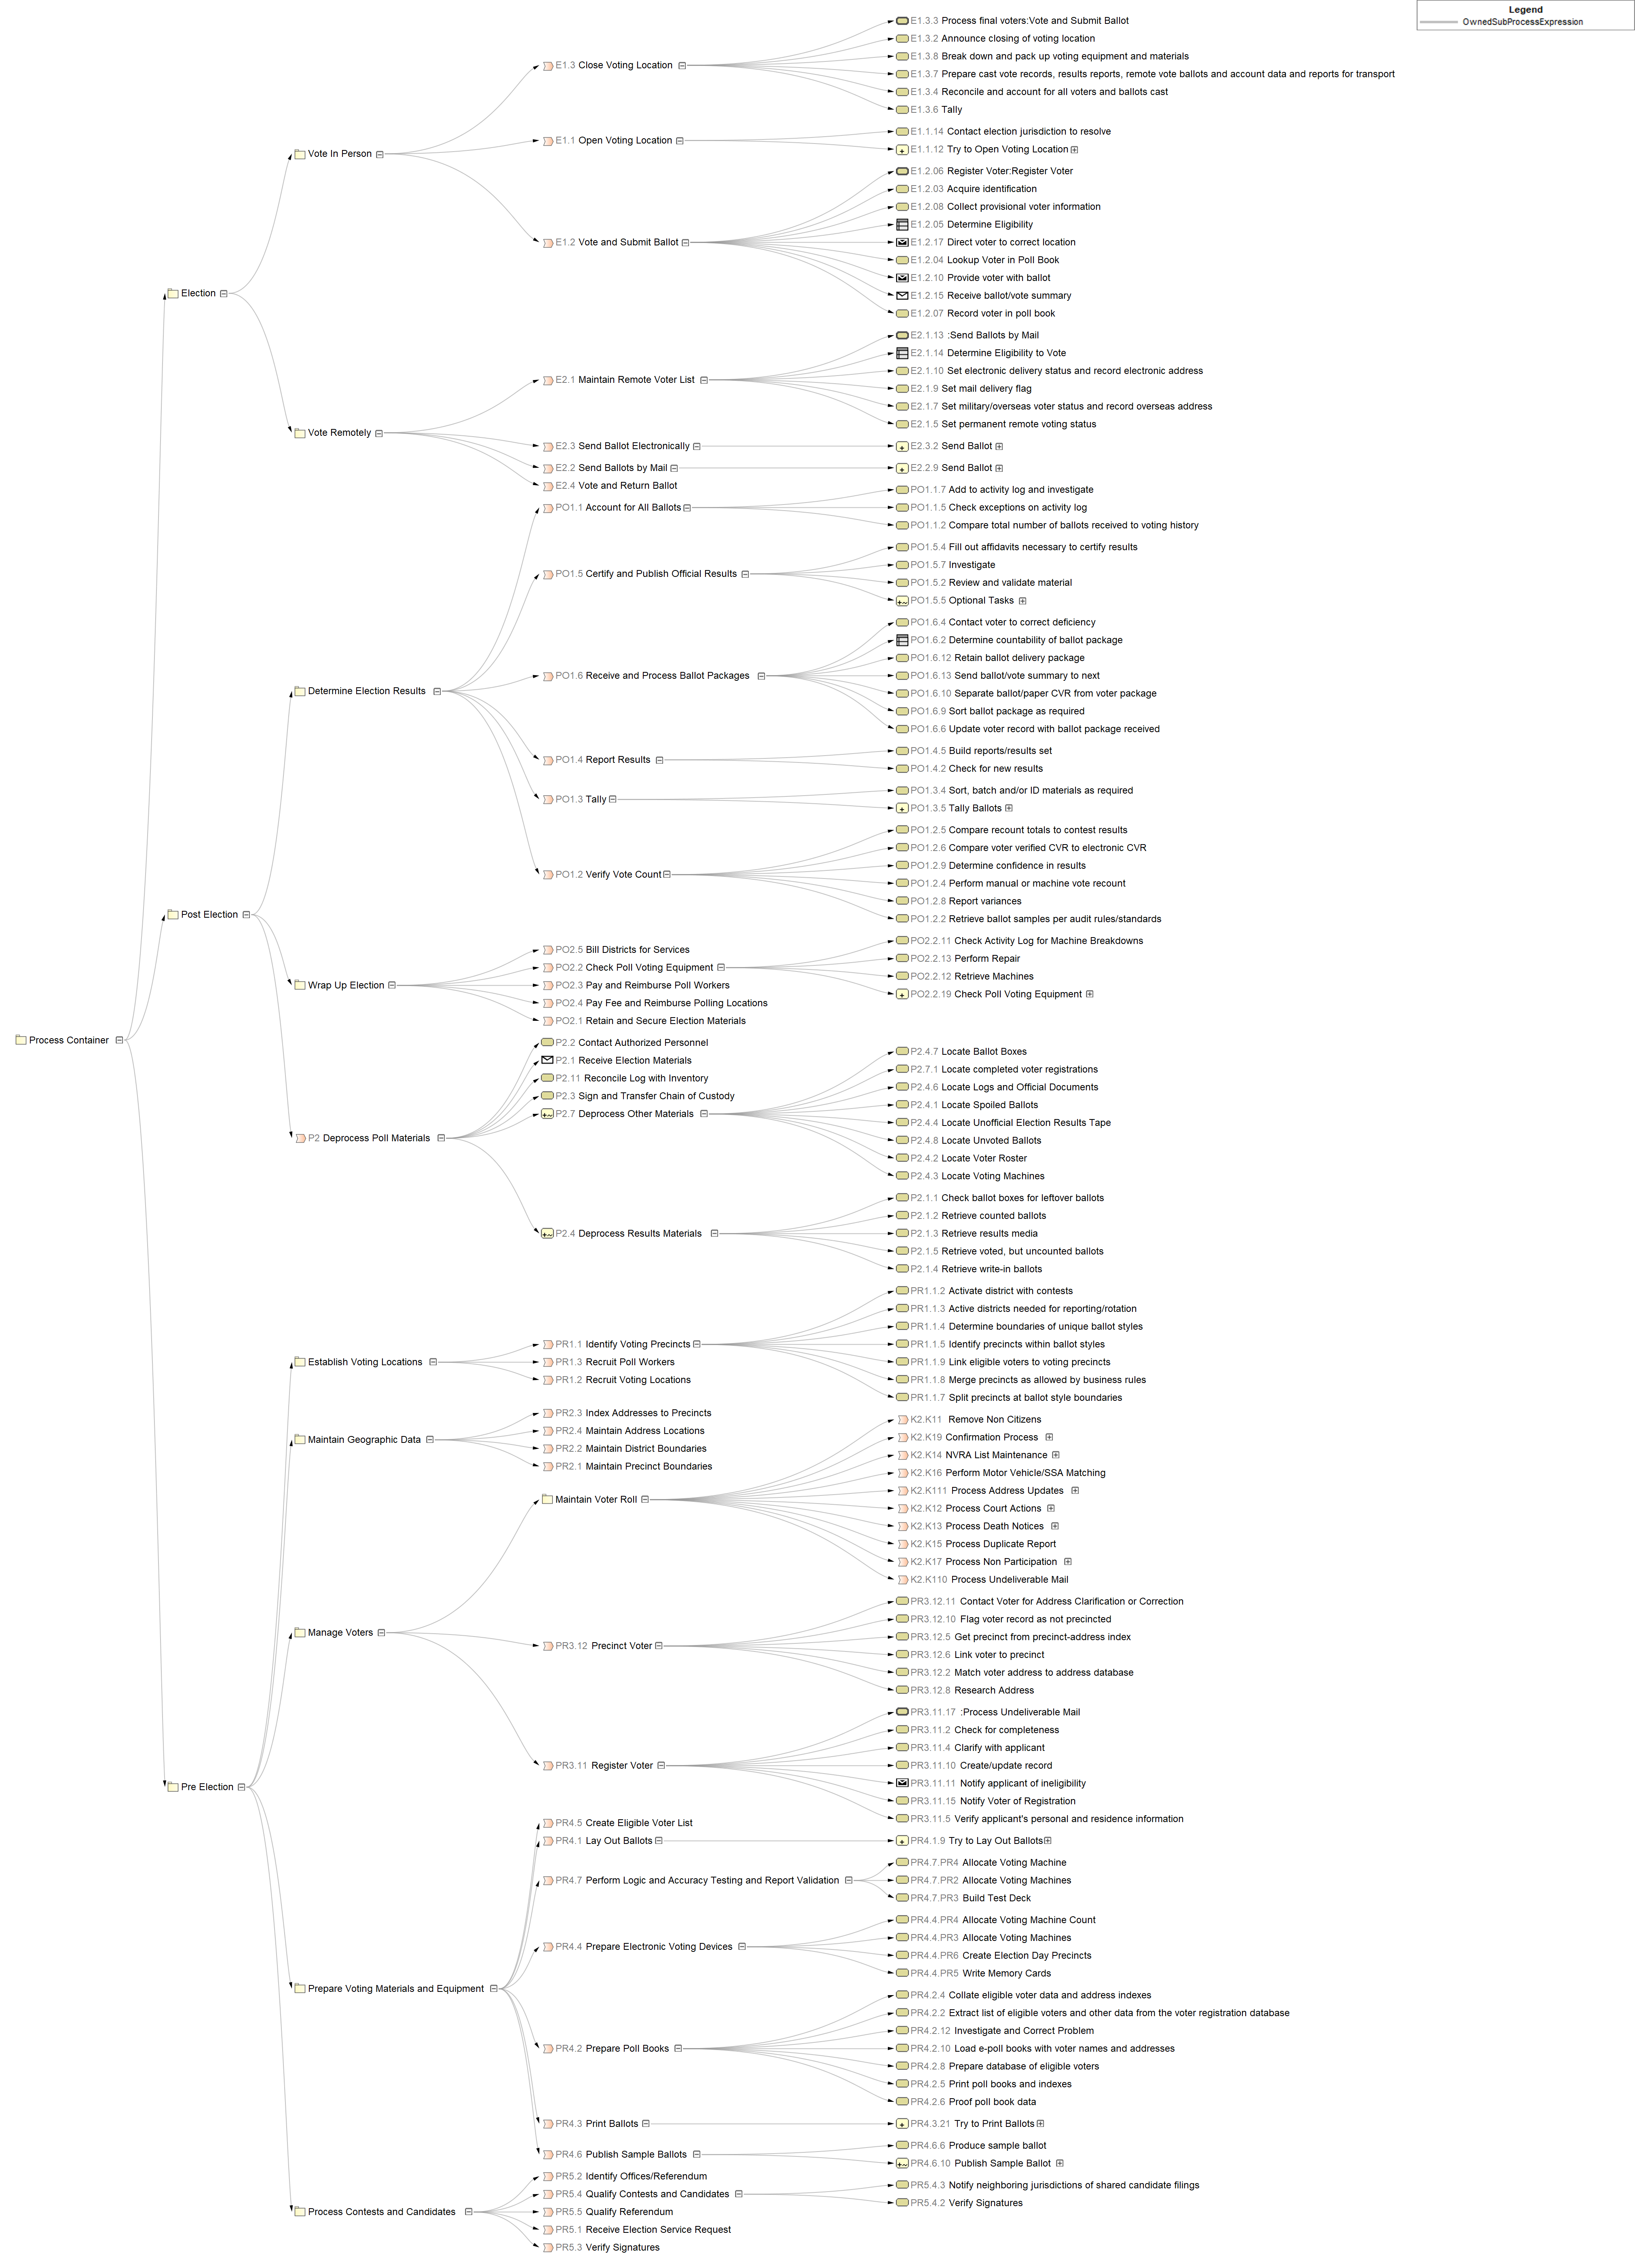 Legend
OwnedSubProcessExpression
E1.3.3 Process final voters:Vote and Submit Ballot
E1.3.2 Announce closing of voting location
E1.3.8 Break down and pack up voting equipment and materials
E1.3 Close Voting Location
E1.3.7 Prepare cast vote records, results reports, remote vote ballots and account data and reports for transport
E1.3.4 Reconcile and account for all voters and ballots cast
E1.3.6 Tally
E1.1.14 Contact election jurisdiction to resolve
E1.1 Open Voting Location
E1.1.12 Try to Open Voting Location
Vote In Person
E1.2.06 Register Voter:Register Voter
E1.2.03 Acquire identification
E1.2.08 Collect provisional voter information
E1.2.05 Determine Eligibility
E1.2 Vote and Submit Ballot
E1.2.17 Direct voter to correct location
E1.2.04 Lookup Voter in Poll Book
E1.2.10 Provide voter with ballot
Election
E1.2.15 Receive ballot/vote summary
E1.2.07 Record voter in poll book
E2.1.13 :Send Ballots by Mail
E2.1.14 Determine Eligibility to Vote
E2.1.10 Set electronic delivery status and record electronic address
E2.1 Maintain Remote Voter List
E2.1.9 Set mail delivery flag
E2.1.7 Set military/overseas voter status and record overseas address
E2.1.5 Set permanent remote voting status
Vote Remotely
E2.3 Send Ballot Electronically
E2.3.2 Send Ballot
E2.2 Send Ballots by Mail
E2.2.9 Send Ballot
E2.4 Vote and Return Ballot
PO1.1.7 Add to activity log and investigate
PO1.1 Account for All Ballots
PO1.1.5 Check exceptions on activity log
PO1.1.2 Compare total number of ballots received to voting history
PO1.5.4 Fill out affidavits necessary to certify results
PO1.5.7 Investigate
PO1.5 Certify and Publish Official Results
PO1.5.2 Review and validate material
PO1.5.5 Optional Tasks
PO1.6.4 Contact voter to correct deficiency
PO1.6.2 Determine countability of ballot package
PO1.6.12 Retain ballot delivery package
PO1.6 Receive and Process Ballot Packages
PO1.6.13 Send ballot/vote summary to next
Determine Election Results
PO1.6.10 Separate ballot/paper CVR from voter package
PO1.6.9 Sort ballot package as required
PO1.6.6 Update voter record with ballot package received
PO1.4.5 Build reports/results set
PO1.4 Report Results
PO1.4.2 Check for new results
PO1.3.4 Sort, batch and/or ID materials as required
PO1.3 Tally
PO1.3.5 Tally Ballots
PO1.2.5 Compare recount totals to contest results
PO1.2.6 Compare voter verified CVR to electronic CVR
PO1.2.9 Determine confidence in results
PO1.2 Verify Vote Count
PO1.2.4 Perform manual or machine vote recount
PO1.2.8 Report variances
Post Election
PO1.2.2 Retrieve ballot samples per audit rules/standards
PO2.2.11 Check Activity Log for Machine Breakdowns
PO2.5 Bill Districts for Services
PO2.2.13 Perform Repair
PO2.2 Check Poll Voting Equipment
PO2.2.12 Retrieve Machines
Wrap Up Election
PO2.3 Pay and Reimburse Poll Workers
PO2.2.19 Check Poll Voting Equipment
PO2.4 Pay Fee and Reimburse Polling Locations
PO2.1 Retain and Secure Election Materials
Process Container
P2.2 Contact Authorized Personnel
P2.4.7 Locate Ballot Boxes
P2.1 Receive Election Materials
P2.7.1 Locate completed voter registrations
P2.11 Reconcile Log with Inventory
P2.4.6 Locate Logs and Official Documents
P2.3 Sign and Transfer Chain of Custody
P2.4.1 Locate Spoiled Ballots
P2.7 Deprocess Other Materials
P2.4.4 Locate Unofficial Election Results Tape
P2 Deprocess Poll Materials
P2.4.8 Locate Unvoted Ballots
P2.4.2 Locate Voter Roster
P2.4.3 Locate Voting Machines
P2.1.1 Check ballot boxes for leftover ballots
P2.1.2 Retrieve counted ballots
P2.4 Deprocess Results Materials
P2.1.3 Retrieve results media
P2.1.5 Retrieve voted, but uncounted ballots
P2.1.4 Retrieve write-in ballots
PR1.1.2 Activate district with contests
PR1.1.3 Active districts needed for reporting/rotation
PR1.1.4 Determine boundaries of unique ballot styles
PR1.1 Identify Voting Precincts
PR1.1.5 Identify precincts within ballot styles
Establish Voting Locations
PR1.3 Recruit Poll Workers
PR1.1.9 Link eligible voters to voting precincts
PR1.2 Recruit Voting Locations
PR1.1.8 Merge precincts as allowed by business rules
PR1.1.7 Split precincts at ballot style boundaries
PR2.3 Index Addresses to Precincts
K2.K11 Remove Non Citizens
PR2.4 Maintain Address Locations
Maintain Geographic Data
K2.K19 Confirmation Process
PR2.2 Maintain District Boundaries
K2.K14 NVRA List Maintenance
PR2.1 Maintain Precinct Boundaries
K2.K16 Perform Motor Vehicle/SSA Matching
K2.K111 Process Address Updates
Maintain Voter Roll
K2.K12 Process Court Actions
K2.K13 Process Death Notices
K2.K15 Process Duplicate Report
K2.K17 Process Non Participation
K2.K110 Process Undeliverable Mail
PR3.12.11 Contact Voter for Address Clarification or Correction
PR3.12.10 Flag voter record as not precincted
Manage Voters
PR3.12.5 Get precinct from precinct-address index
PR3.12 Precinct Voter
PR3.12.6 Link voter to precinct
PR3.12.2 Match voter address to address database
PR3.12.8 Research Address
PR3.11.17 :Process Undeliverable Mail
PR3.11.2 Check for completeness
PR3.11.4 Clarify with applicant
PR3.11 Register Voter
PR3.11.10 Create/update record
Pre Election
PR3.11.11 Notify applicant of ineligibility
PR3.11.15 Notify Voter of Registration
PR3.11.5 Verify applicant's personal and residence information
PR4.5 Create Eligible Voter List
PR4.1 Lay Out Ballots
PR4.1.9 Try to Lay Out Ballots
PR4.7.PR4 Allocate Voting Machine
PR4.7 Perform Logic and Accuracy Testing and Report Validation
PR4.7.PR2 Allocate Voting Machines
PR4.7.PR3 Build Test Deck
PR4.4.PR4 Allocate Voting Machine Count
PR4.4.PR3 Allocate Voting Machines
PR4.4 Prepare Electronic Voting Devices
PR4.4.PR6 Create Election Day Precincts
PR4.4.PR5 Write Memory Cards
Prepare Voting Materials and Equipment
PR4.2.4 Collate eligible voter data and address indexes
PR4.2.2 Extract list of eligible voters and other data from the voter registration database
PR4.2.12 Investigate and Correct Problem
PR4.2 Prepare Poll Books
PR4.2.10 Load e-poll books with voter names and addresses
PR4.2.8 Prepare database of eligible voters
PR4.2.5 Print poll books and indexes
PR4.2.6 Proof poll book data
PR4.3 Print Ballots
PR4.3.21 Try to Print Ballots
PR4.6.6 Produce sample ballot
PR4.6 Publish Sample Ballots
PR4.6.10 Publish Sample Ballot
PR5.2 Identify Offices/Referendum
PR5.4.3 Notify neighboring jurisdictions of shared candidate filings
PR5.4 Qualify Contests and Candidates
PR5.4.2 Verify Signatures
Process Contests and Candidates
PR5.5 Qualify Referendum
PR5.1 Receive Election Service Request
PR5.3 Verify Signatures